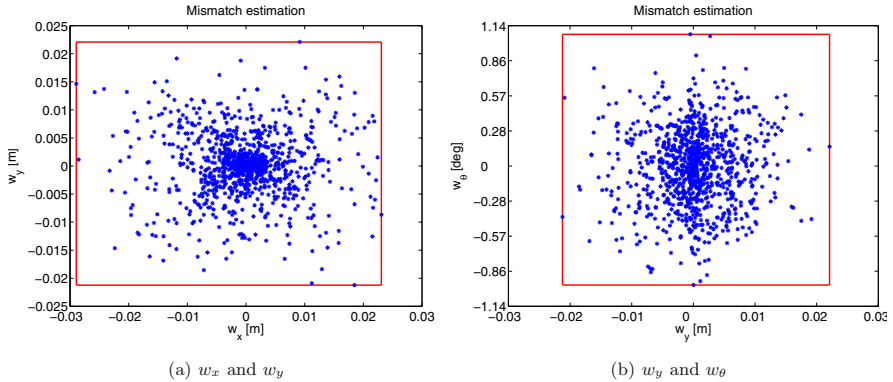 Mismatch estimation
0.025
0.02
0.015
0.01
0.005
0
−0.005
−0.01
−0.015
−0.02
−0.025
w_y [m]
−0.03 −0.02 −0.01 0 0.01 0.02 0.03
w_x [m]
(a) w_x and w_y
Mismatch estimation
1.14
0.86
0.57
0.28
0
−0.28
−0.57
−0.86
−1.14
w_θ [deg]
−0.03 −0.02 −0.01 0 0.01 0.02 0.03
w_y [m]
(b) w_y and w_θ